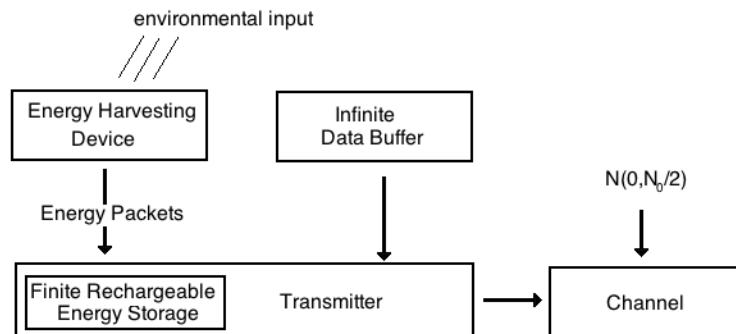 environmental input
Energy Harvesting
Device
Infinite
Data Buffer
N(0,N₀/2)
Energy Packets
Finite Rechargeable
Energy Storage
Transmitter
Channel